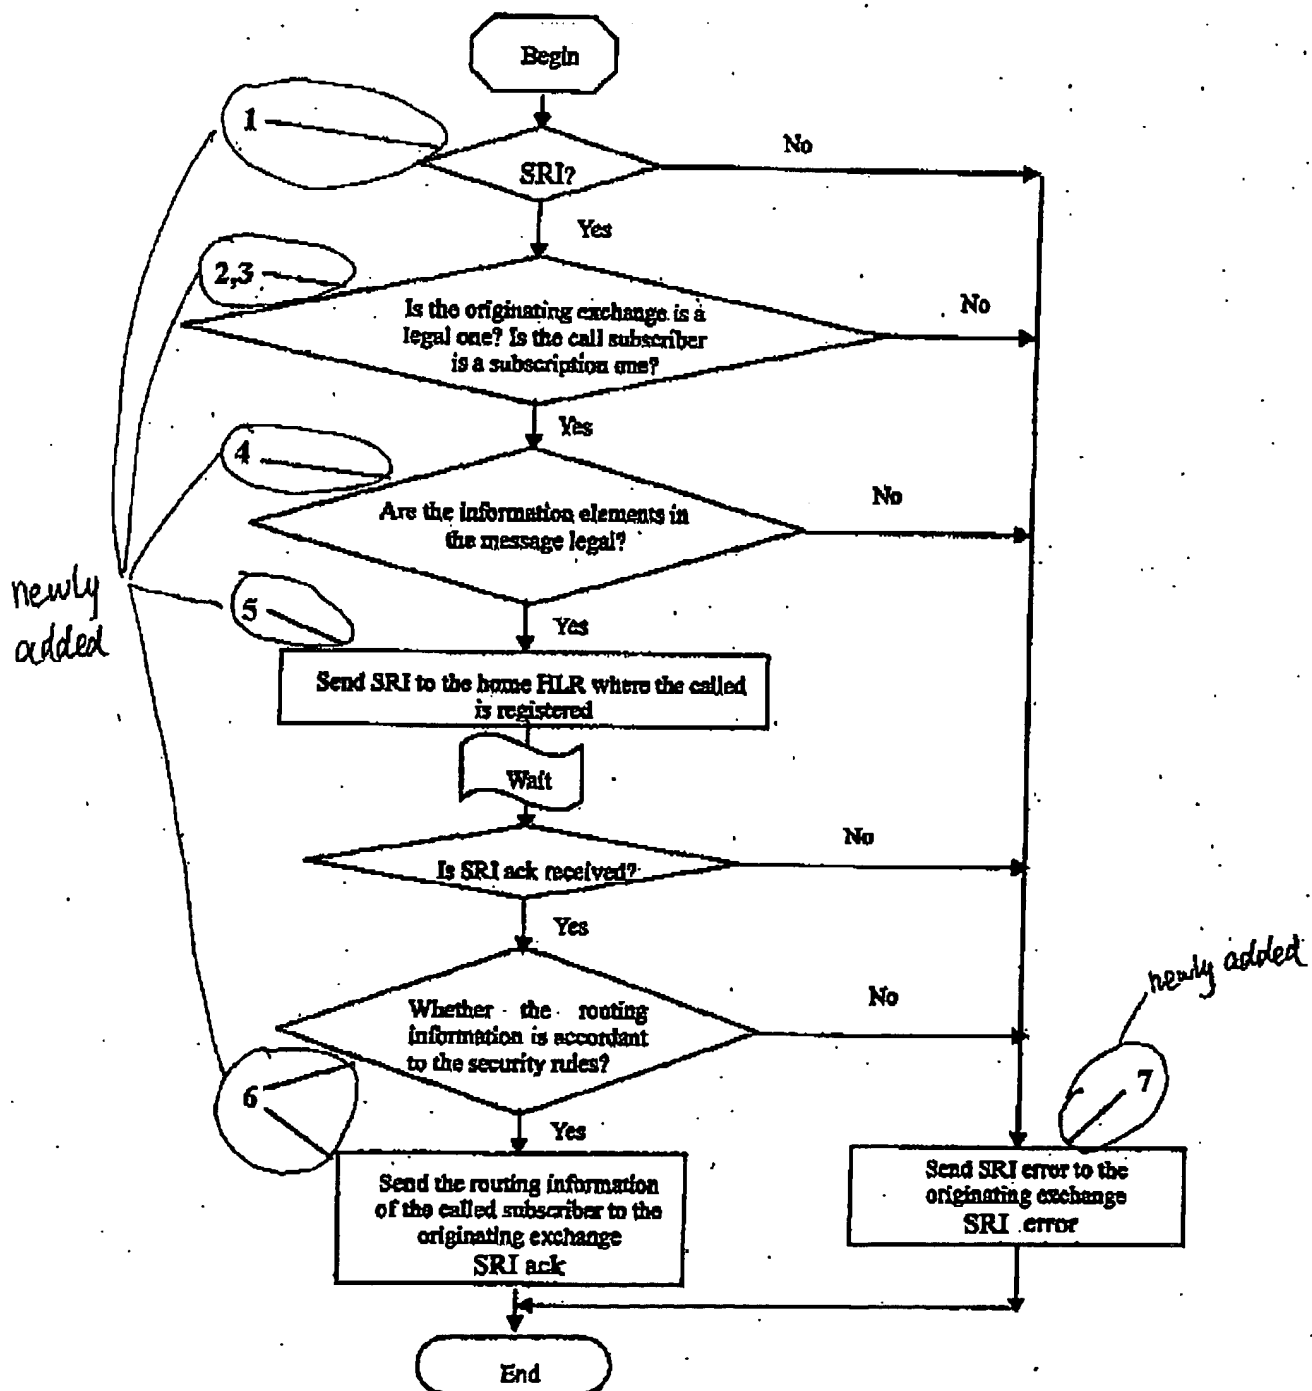 Begin
1
SRI?
No
Yes
2,3
Is the originating exchange is a
legal one? Is the call subscriber
is a subscription one?
No
Yes
4
Are the information elements in
the message legal?
No
newly
added
5
Yes
Send SRI to the home HLR where the called
is registered
Wait
Is SRI ack received?
No
Yes
Whether the routing
information is accordant
to the security rules?
No
newly added
6
7
Yes
Send the routing information
of the called subscriber to the
originating exchange
SRI ack
Send SRI error to the
originating exchange
SRI error
End